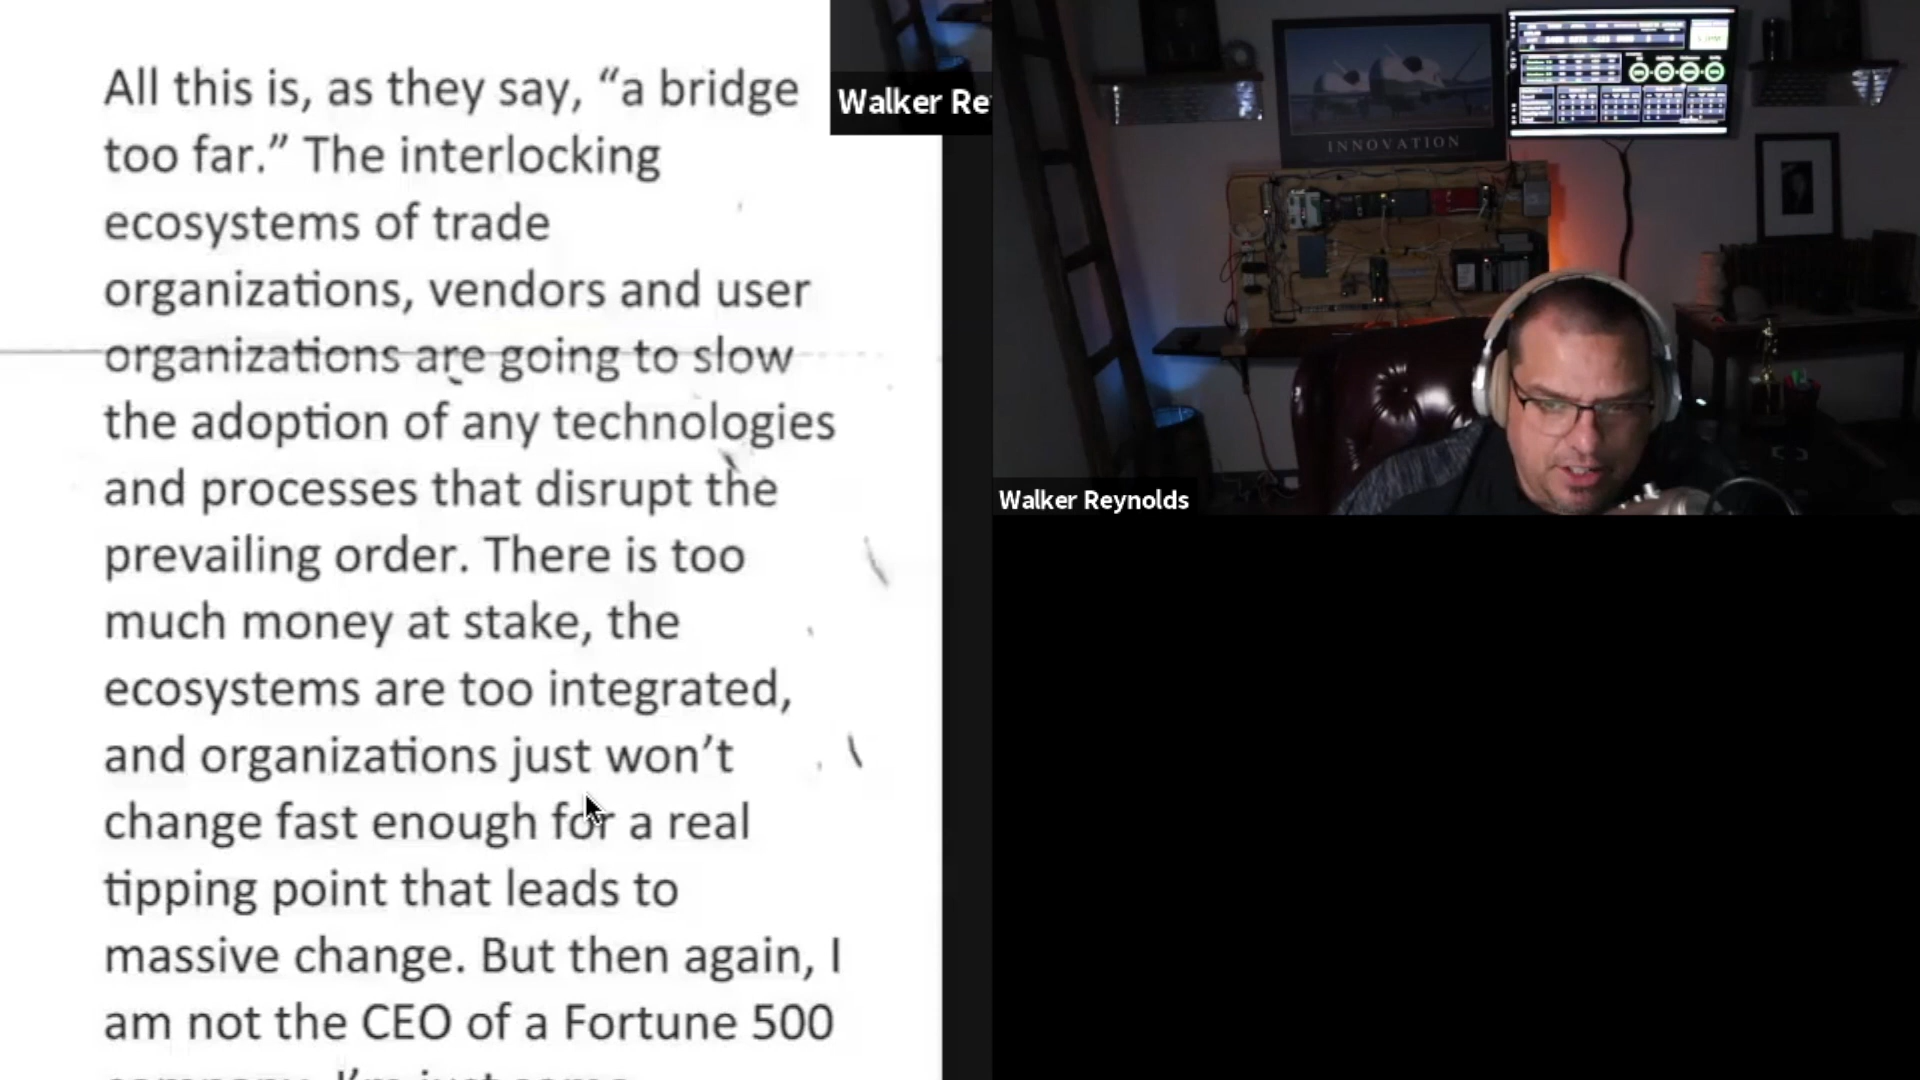 All this is, as they say, “a bridge
too far.” The interlocking
ecosystems of trade
organizations, vendors and user
organizations are going to slow
the adoption of any technologies
and processes that disrupt the
prevailing order. There is too
much money at stake, the
ecosystems are too integrated,
and organizations just won’t
change fast enough for a real
tipping point that leads to
massive change. But then again, I
am not the CEO of a Fortune 500
Walker Re
INNOVATION
Walker Reynolds